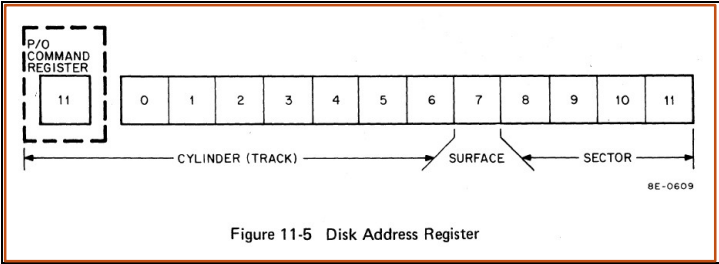 P/O
COMMAND
REGISTER
11 0 1 2 3 4 5 6 7 8 9 10 11
CYLINDER (TRACK) SURFACE SECTOR
8E-0609
Figure 11-5 Disk Address Register